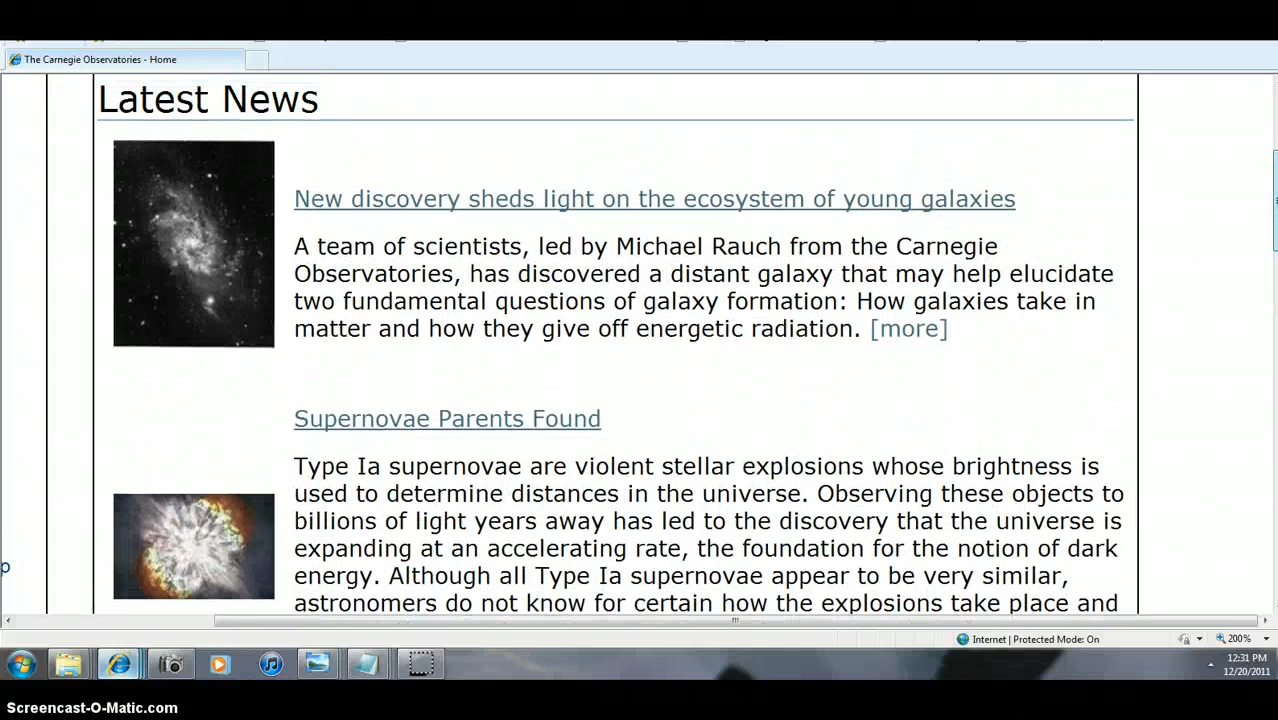 The Carnegie Observatories - Home
Latest News
New discovery sheds light on the ecosystem of young galaxies
A team of scientists, led by Michael Rauch from the Carnegie
Observatories, has discovered a distant galaxy that may help elucidate
two fundamental questions of galaxy formation: How galaxies take in
matter and how they give off energetic radiation. [more]
Supernovae Parents Found
Type Ia supernovae are violent stellar explosions whose brightness is
used to determine distances in the universe. Observing these objects to
billions of light years away has led to the discovery that the universe is
expanding at an accelerating rate, the foundation for the notion of dark
energy. Although all Type Ia supernovae appear to be very similar,
astronomers do not know for certain how the explosions take place and
p
Internet | Protected Mode: On
200%
12:31 PM
12/20/2011
Screencast-O-Matic.com